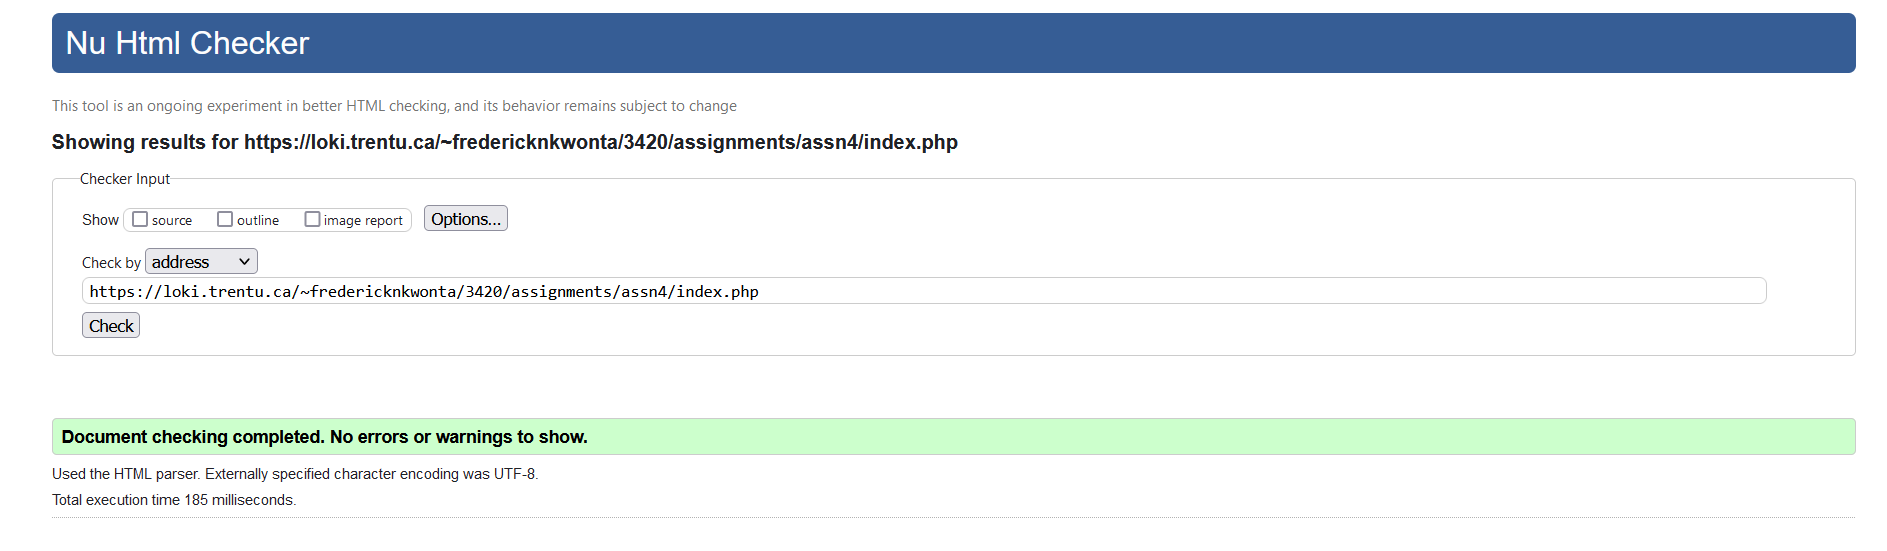 Nu Html Checker
This tool is an ongoing experiment in better HTML checking, and its behavior remains subject to change
Showing results for https://loki.trentu.ca/~fredericknkwonta/3420/assignments/assn4/index.php
Checker Input
Show source outline image report Options...
Check by address
https://loki.trentu.ca/~fredericknkwonta/3420/assignments/assn4/index.php
Check
Document checking completed. No errors or warnings to show.
Used the HTML parser. Externally specified character encoding was UTF-8.
Total execution time 185 milliseconds.